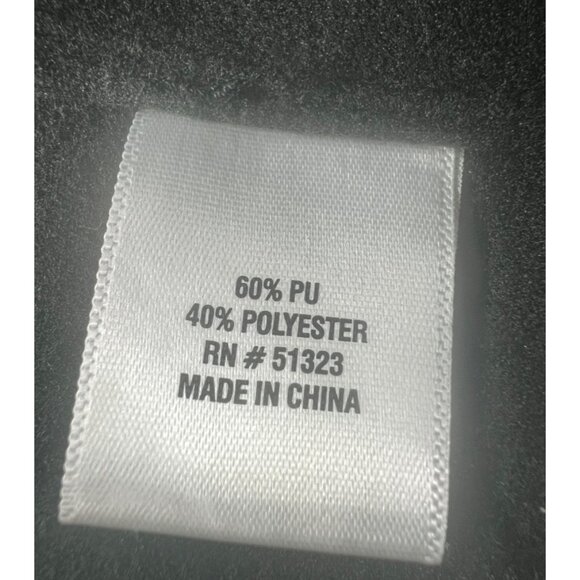 60% PU
40% POLYESTER
RN # 51323
MADE IN CHINA